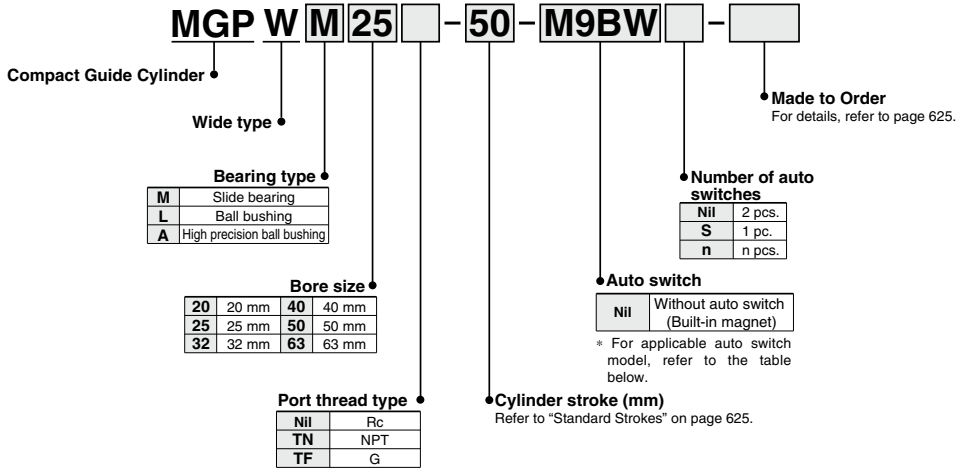 MGP W M 25 – 50 – M9BW –
Compact Guide Cylinder
Wide type
Bearing type
M Slide bearing
L Ball bushing
A High precision ball bushing
Bore size
20 20 mm 40 40 mm
25 25 mm 50 50 mm
32 32 mm 63 63 mm
Port thread type
Nil Rc
TN NPT
TF G
Cylinder stroke (mm)
Refer to “Standard Strokes” on page 625.
Auto switch
Nil Without auto switch
(Built-in magnet)
* For applicable auto switch
model, refer to the table
below.
Number of auto
switches
Nil 2 pcs.
S 1 pc.
n n pcs.
Made to Order
For details, refer to page 625.